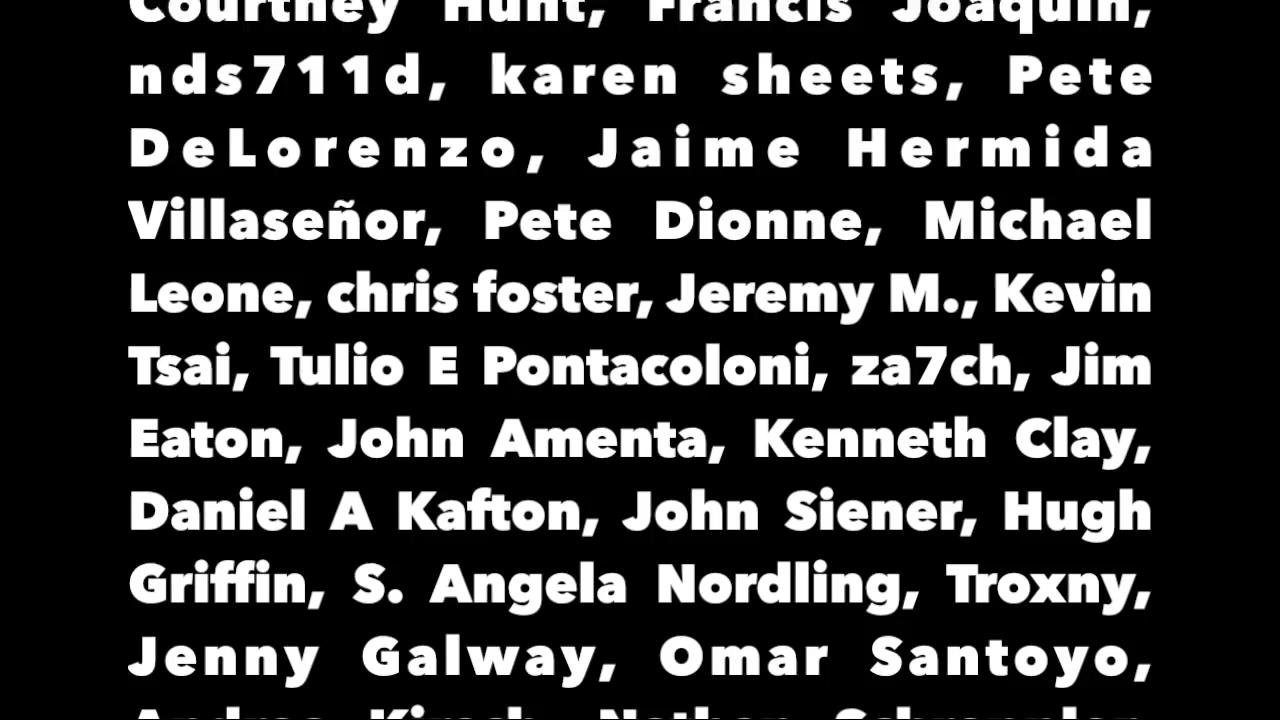 Courtney Hunt, Francis Joaquin,
nds711d, karen sheets, Pete
DeLorenzo, Jaime Hermida
Villaseñor, Pete Dionne, Michael
Leone, chris foster, Jeremy M., Kevin
Tsai, Tulio E Pontacoloni, za7ch, Jim
Eaton, John Amenta, Kenneth Clay,
Daniel A Kafton, John Siener, Hugh
Griffin, S. Angela Nordling, Troxny,
Jenny Galway, Omar Santoyo,